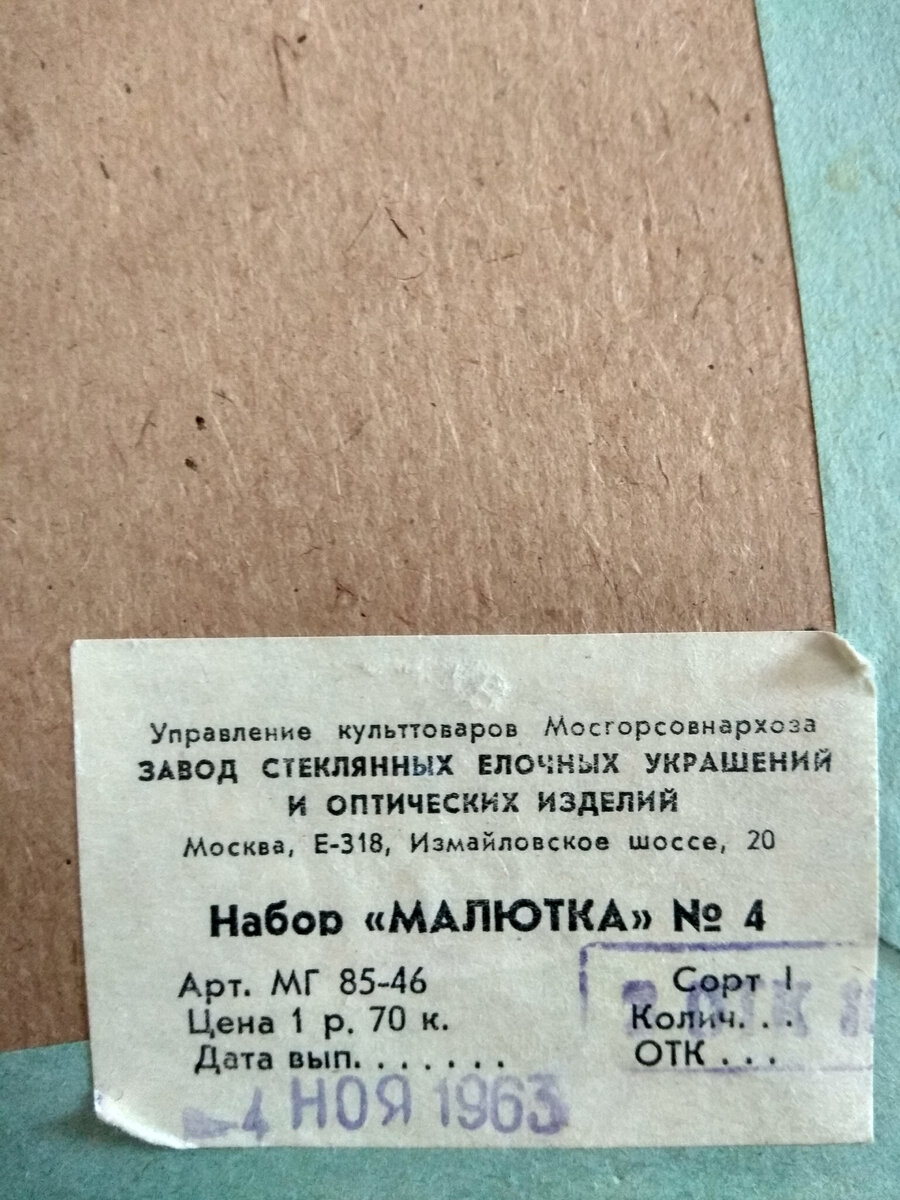 Управление культтоваров Мосгорсовнархоза
ЗАВОД СТЕКЛЯННЫХ ЕЛОЧНЫХ УКРАШЕНИЙ
И ОПТИЧЕСКИХ ИЗДЕЛИЙ
Москва, Е-318, Измайловское шоссе, 20
Набор «МАЛЮТКА» № 4
Арт. МГ 85-46 Сорт I
Цена 1 р. 70 к. Колич. . .
Дата вып. . . . . . . ОТК . . .
ОТК
4 НОЯ 1963